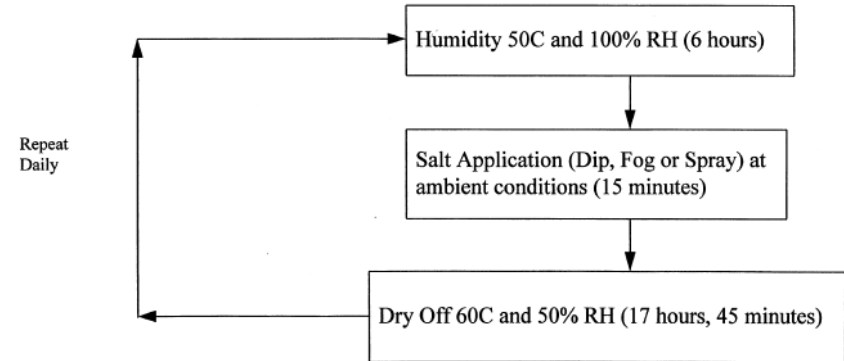 Humidity 50C and 100% RH (6 hours)
Repeat
Daily
Salt Application (Dip, Fog or Spray) at
ambient conditions (15 minutes)
Dry Off 60C and 50% RH (17 hours, 45 minutes)